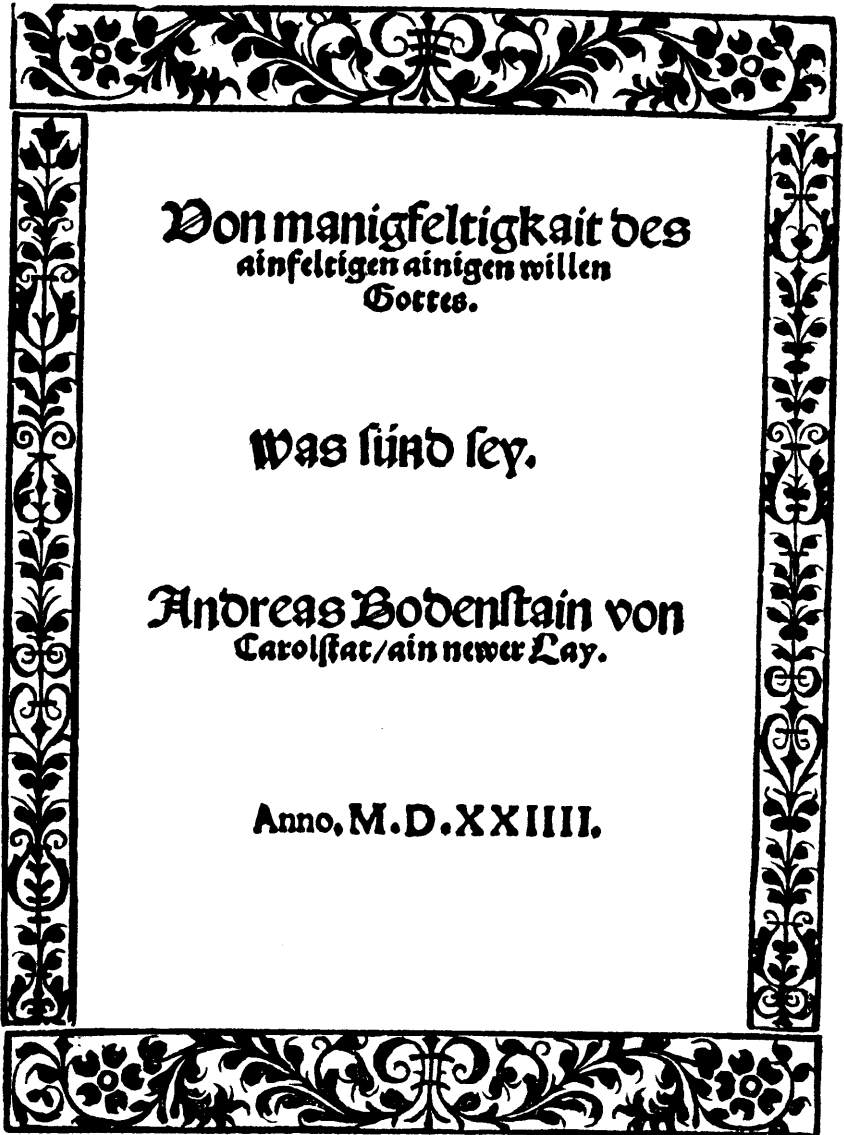 Von manigfeltigkait des
ainfeltigen ainigen willen
Gottes.
Was ſünd ſey.
Andreas Bodenſtain von
Carolſtat/ain newer Lay.
Anno. M.D.XXIIII.